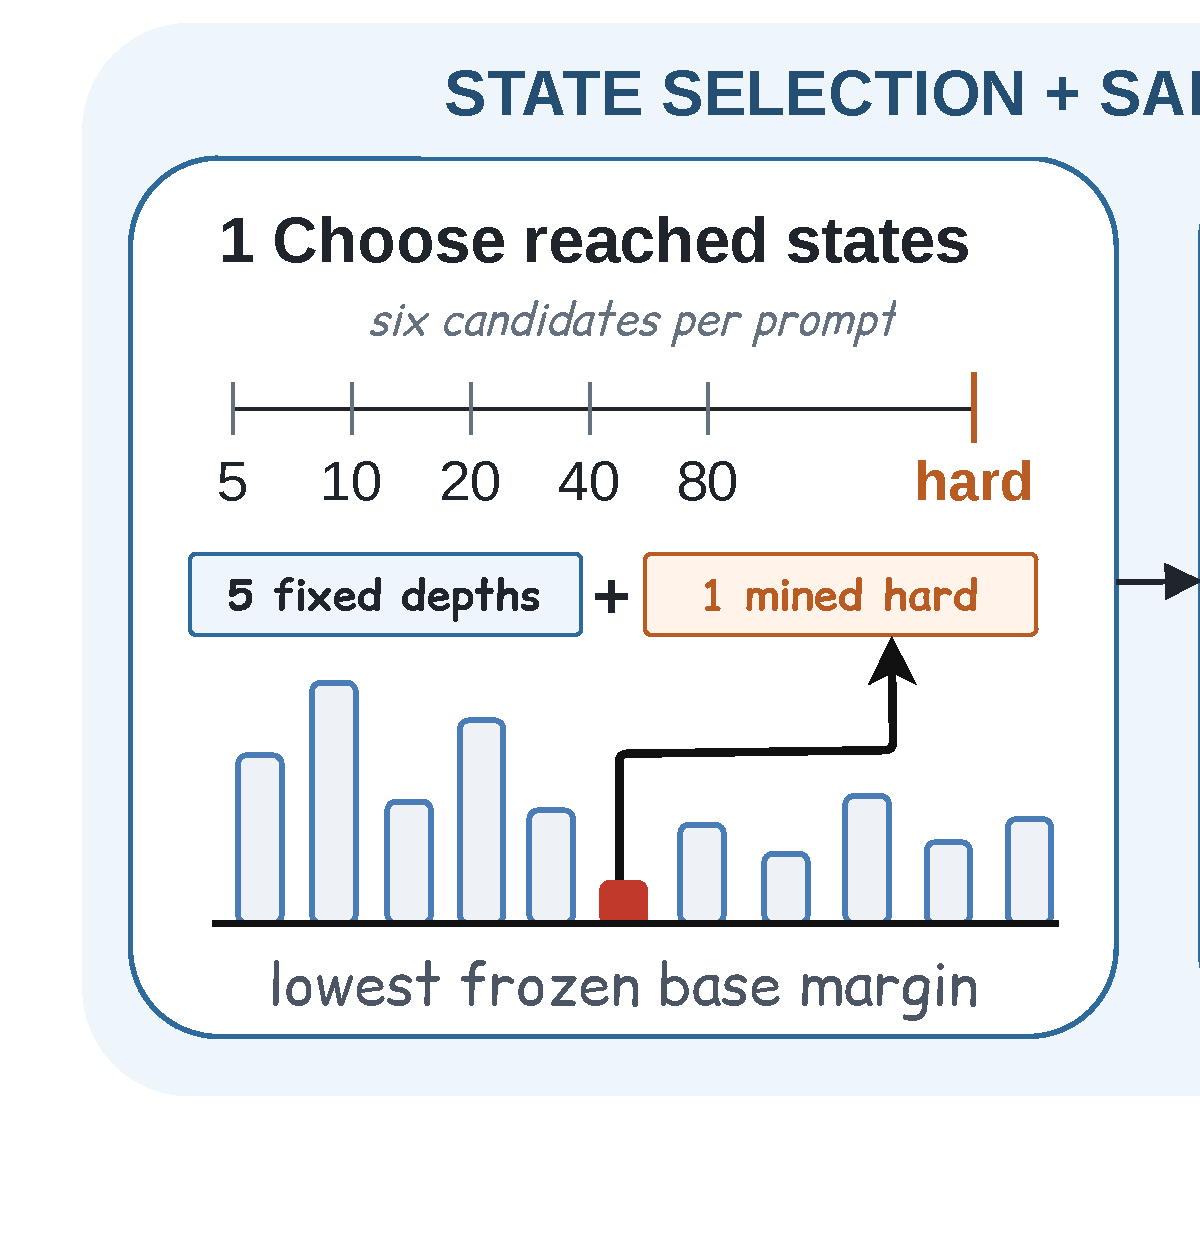 STATE SELECTION + SA
1 Choose reached states
six candidates per prompt
5 10 20 40 80 hard
5 fixed depths + 1 mined hard
lowest frozen base margin